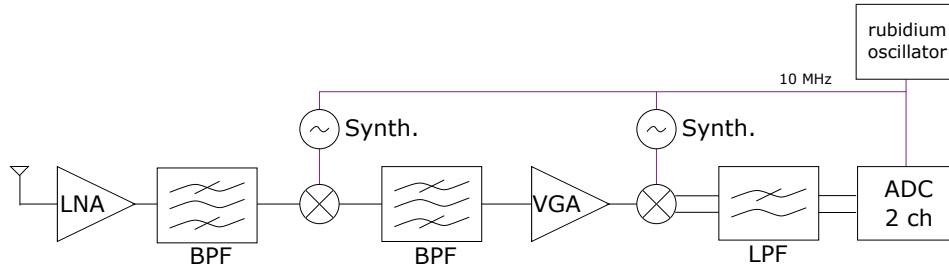 rubidium
oscillator
10 MHz
Synth.
Synth.
LNA
BPF
BPF
VGA
LPF
ADC
2 ch